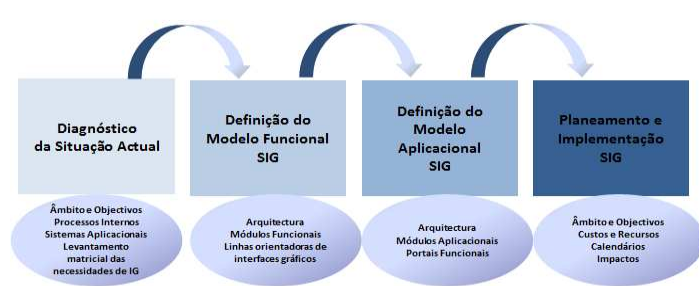 Diagnóstico
da Situação Actual
Definição do
Modelo Funcional
SIG
Definição do
Modelo
Aplicacional
SIG
Planeamento e
Implementação
SIG
Âmbito e Objectivos
Processos Internos
Sistemas Aplicacionais
Levantamento
matricial das
necessidades de IG
Arquitectura
Módulos Funcionais
Linhas orientadoras de
interfaces gráficos
Arquitectura
Módulos Aplicacionais
Portais Funcionais
Âmbito e Objectivos
Custos e Recursos
Calendários
Impactos